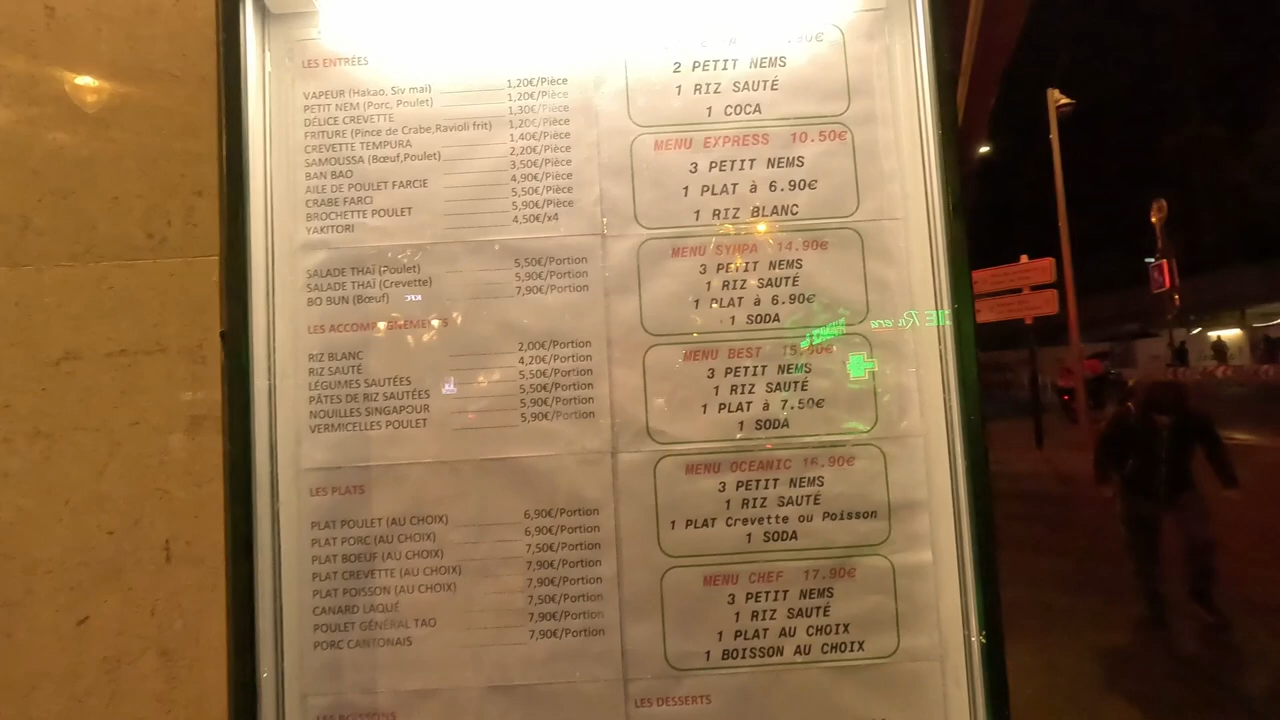 LES ENTRÉES
VAPEUR (Hakao, Siv mai) 1,20€/Pièce
PETIT NEM (Porc, Poulet) 1,20€/Pièce
DÉLICE CREVETTE 1,30€/Pièce
FRITURE (Pince de Crabe,Ravioli frit) 1,20€/Pièce
CREVETTE TEMPURA 1,40€/Pièce
SAMOUSSA (Bœuf,Poulet) 2,20€/Pièce
BAN BAO 3,50€/Pièce
AILE DE POULET FARCIE 4,90€/Pièce
CRABE FARCI 5,50€/Pièce
BROCHETTE POULET 5,90€/Pièce
YAKITORI 4,50€/x4
SALADE THAÏ (Poulet) 5,50€/Portion
SALADE THAÏ (Crevette) 5,90€/Portion
BO BUN (Bœuf) 7,90€/Portion
LES ACCOMPAGNEMENTS
RIZ BLANC 2,00€/Portion
RIZ SAUTÉ 4,20€/Portion
LÉGUMES SAUTÉES 5,50€/Portion
PÂTES DE RIZ SAUTÉES 5,50€/Portion
NOUILLES SINGAPOUR 5,90€/Portion
VERMICELLES POULET 5,90€/Portion
LES PLATS
PLAT POULET (AU CHOIX) 6,90€/Portion
PLAT PORC (AU CHOIX) 6,90€/Portion
PLAT BOEUF (AU CHOIX) 7,50€/Portion
PLAT CREVETTE (AU CHOIX) 7,90€/Portion
PLAT POISSON (AU CHOIX) 7,90€/Portion
CANARD LAQUÉ 7,50€/Portion
POULET GÉNÉRAL TAO 7,90€/Portion
PORC CANTONAIS 7,90€/Portion
LES BOISSONS
2 PETIT NEMS
1 RIZ SAUTÉ
1 COCA
MENU EXPRESS 10.50€
3 PETIT NEMS
1 PLAT à 6.90€
1 RIZ BLANC
MENU SYMPA 14.90€
3 PETIT NEMS
1 RIZ SAUTÉ
1 PLAT à 6.90€
1 SODA
MENU BEST
3 PETIT NEMS
1 RIZ SAUTÉ
1 PLAT à 7.50€
1 SODA
MENU OCEANIC 16.90€
3 PETIT NEMS
1 RIZ SAUTÉ
1 PLAT Crevette ou Poisson
1 SODA
MENU CHEF 17.90€
3 PETIT NEMS
1 RIZ SAUTÉ
1 PLAT AU CHOIX
1 BOISSON AU CHOIX
LES DESSERTS